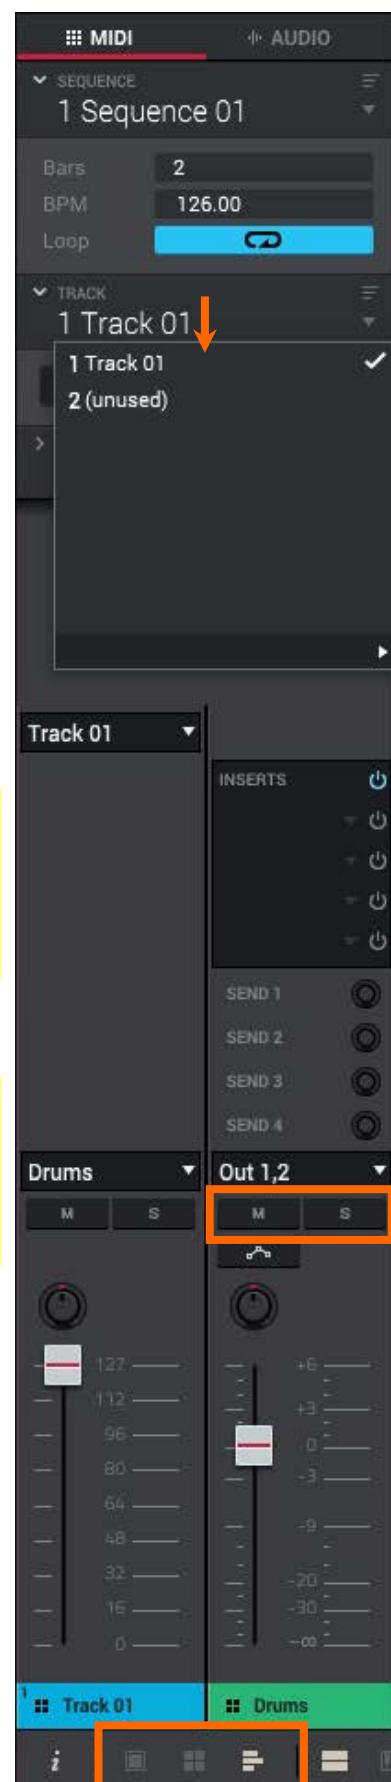 MIDI AUDIO
SEQUENCE
1 Sequence 01
Bars 2
BPM 126.00
Loop
TRACK
1 Track 01
1 Track 01
2 (unused)
Track 01
INSERTS
SEND 1
SEND 2
SEND 3
SEND 4
Drums Out 1,2
M S M S
127 +6
112 +3
96 0
80 -3
64
48 -9
32 -20
16 -30
0 -∞
1 Track 01 Drums
i